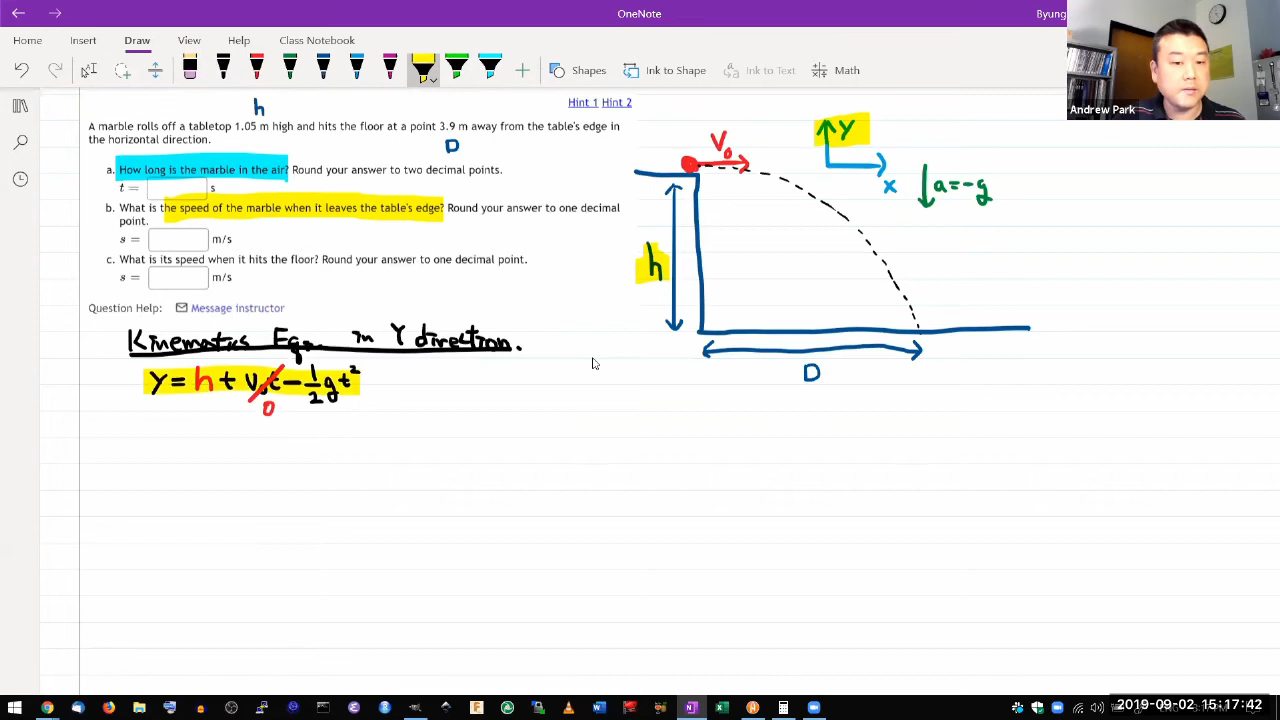 OneNote
Byung
Home Insert Draw View Help Class Notebook
Shapes Ink to Shape Ink to Text Math
Andrew Park
h
Hint 1 Hint 2
A marble rolls off a tabletop 1.05 m high and hits the floor at a point 3.9 m away from the table's edge in
the horizontal direction.
D
a. How long is the marble in the air? Round your answer to two decimal points.
t = s
b. What is the speed of the marble when it leaves the table's edge? Round your answer to one decimal
point.
s = m/s
c. What is its speed when it hits the floor? Round your answer to one decimal point.
s = m/s
Question Help: Message instructor
Kinematics Eqn. in Y direction.
y = h + v₀t - 1/2 gt²
0
V₀
Y
x
a = -g
h
D
2019-09-02 15:17:42